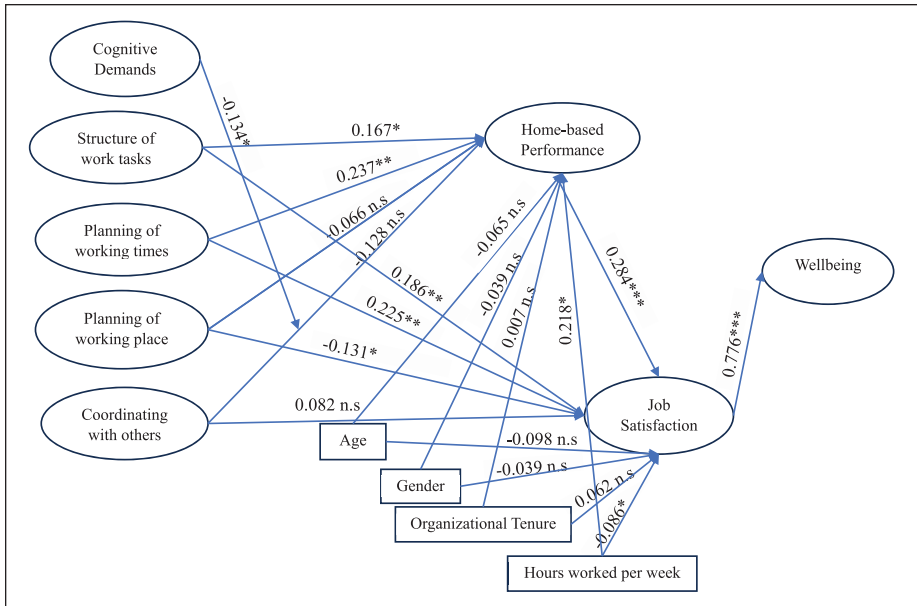 Cognitive
Demands
Structure of
work tasks
Planning of
working times
Planning of
working place
Coordinating
with others
Home-based
Performance
Job
Satisfaction
Wellbeing
Age
Gender
Organizational Tenure
Hours worked per week
-0.134*
0.167*
0.237**
-0.066 n.s
-0.128 n.s
0.186**
0.225**
-0.131*
0.082 n.s
-0.065 n.s
-0.039 n.s
0.007 n.s
0.218*
0.284***
0.776***
-0.098 n.s
-0.039 n.s
0.062 n.s
-0.086*